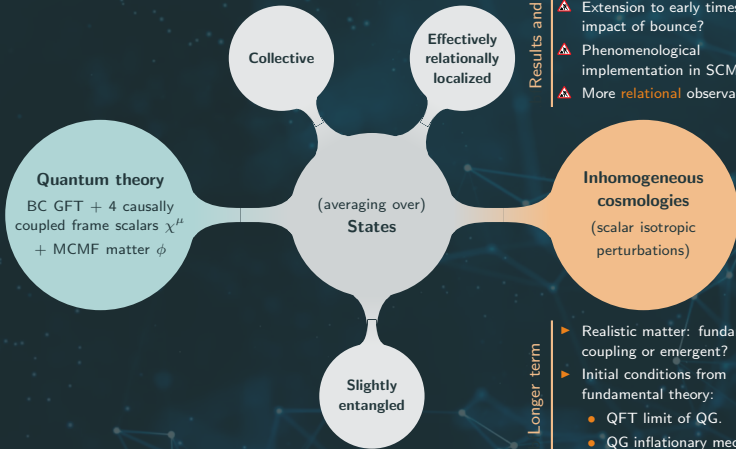 Collective
Effectively
relationally
localized
Results and
Extension to early times
impact of bounce?
Phenomenological
implementation in SCM
More relational observa
Quantum theory
BC GFT + 4 causally
coupled frame scalars χ^μ
+ MCMF matter ϕ
(averaging over)
States
Inhomogeneous
cosmologies
(scalar isotropic
perturbations)
Slightly
entangled
Longer term
Realistic matter: funda
coupling or emergent?
Initial conditions from
fundamental theory:
QFT limit of QG.
QG inflationary mec